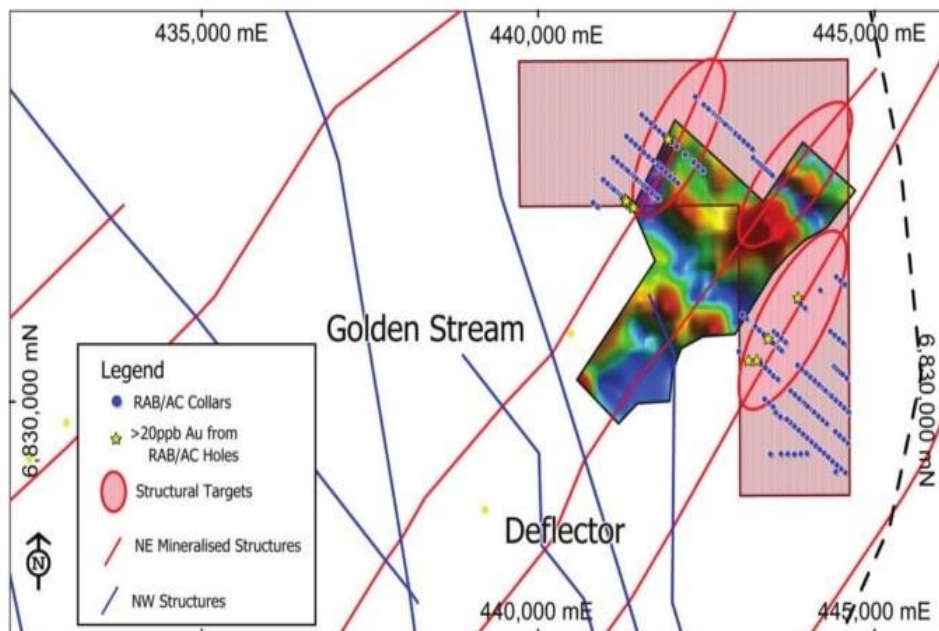 435,000 mE
440,000 mE
445,000 mE
Golden Stream
6,830,000 mN
6,830,000 mN
Legend
RAB/AC Collars
>20ppb Au from
RAB/AC Holes
Structural Targets
NE Mineralised Structures
NW Structures
Deflector
N
440,000 mE
445,000 mE